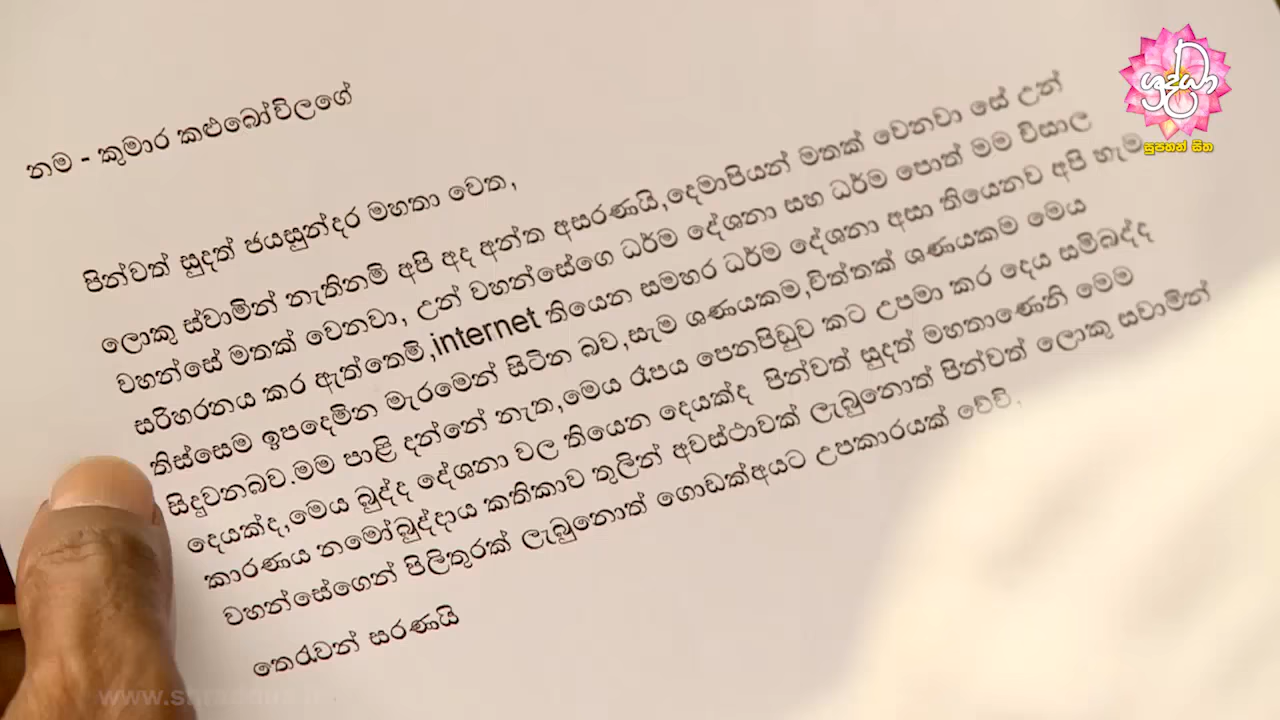 නම - කුමාර කළුබෝවිලගේ
පින්වත් සුදත් ජයසුන්දර මහතා වෙත,
ලොකු ස්වාමින් නැතිනම් අපි අද අන්ත අසරණයි,දෙමාපියන් මතක් වෙනවා සේ උන්
වහන්සේ මතක් වෙනවා, උන් වහන්සේගෙ ධර්ම දේශනා සහ ධර්ම පොත් මම විසාල
සරිහරනය කර ඇත්තෙමි,internet තියෙන සමහර ධර්ම දේශනා අසා තියෙනව අපි හැම
තිස්සෙම ඉපදෙමින මැරමෙන් සිටින බව,සැම ශණයකම,චිත්තක් ශණයකම මෙය
සිදුවනබව.මම පාළි දන්නේ නැත,මෙය රෑපය පෙනපිඩුව කට උපමා කර දෙය සම්බද්ද
දෙයක්ද,මෙය බුද්ද දේශනා වල තියෙන දෙයක්ද පින්වත් සුදත් මහතාණෙනි මෙම
කාරණය නමෝබුද්දාය කතිකාව තුලින් අවස්ථාවක් ලැබුනොත් පින්වත් ලොකු සවාමින්
වහන්සේගෙන් පිලිතුරක් ලැබුනොත් ගොඩක්අයට උපකාරයක් වේවි.
තෙරුවන් සරණයි
ශ්‍රද්ධා
සුපහන් සිත